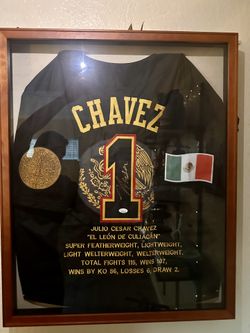 CHAVEZ
1
JULIO CESAR CHAVEZ
"EL LEÓN DE CULIACÁN"
SUPER FEATHERWEIGHT, LIGHTWEIGHT,
LIGHT WELTERWEIGHT, WELTERWEIGHT.
TOTAL FIGHTS 115, WINS 107,
WINS BY KO 86, LOSSES 6, DRAW 2.